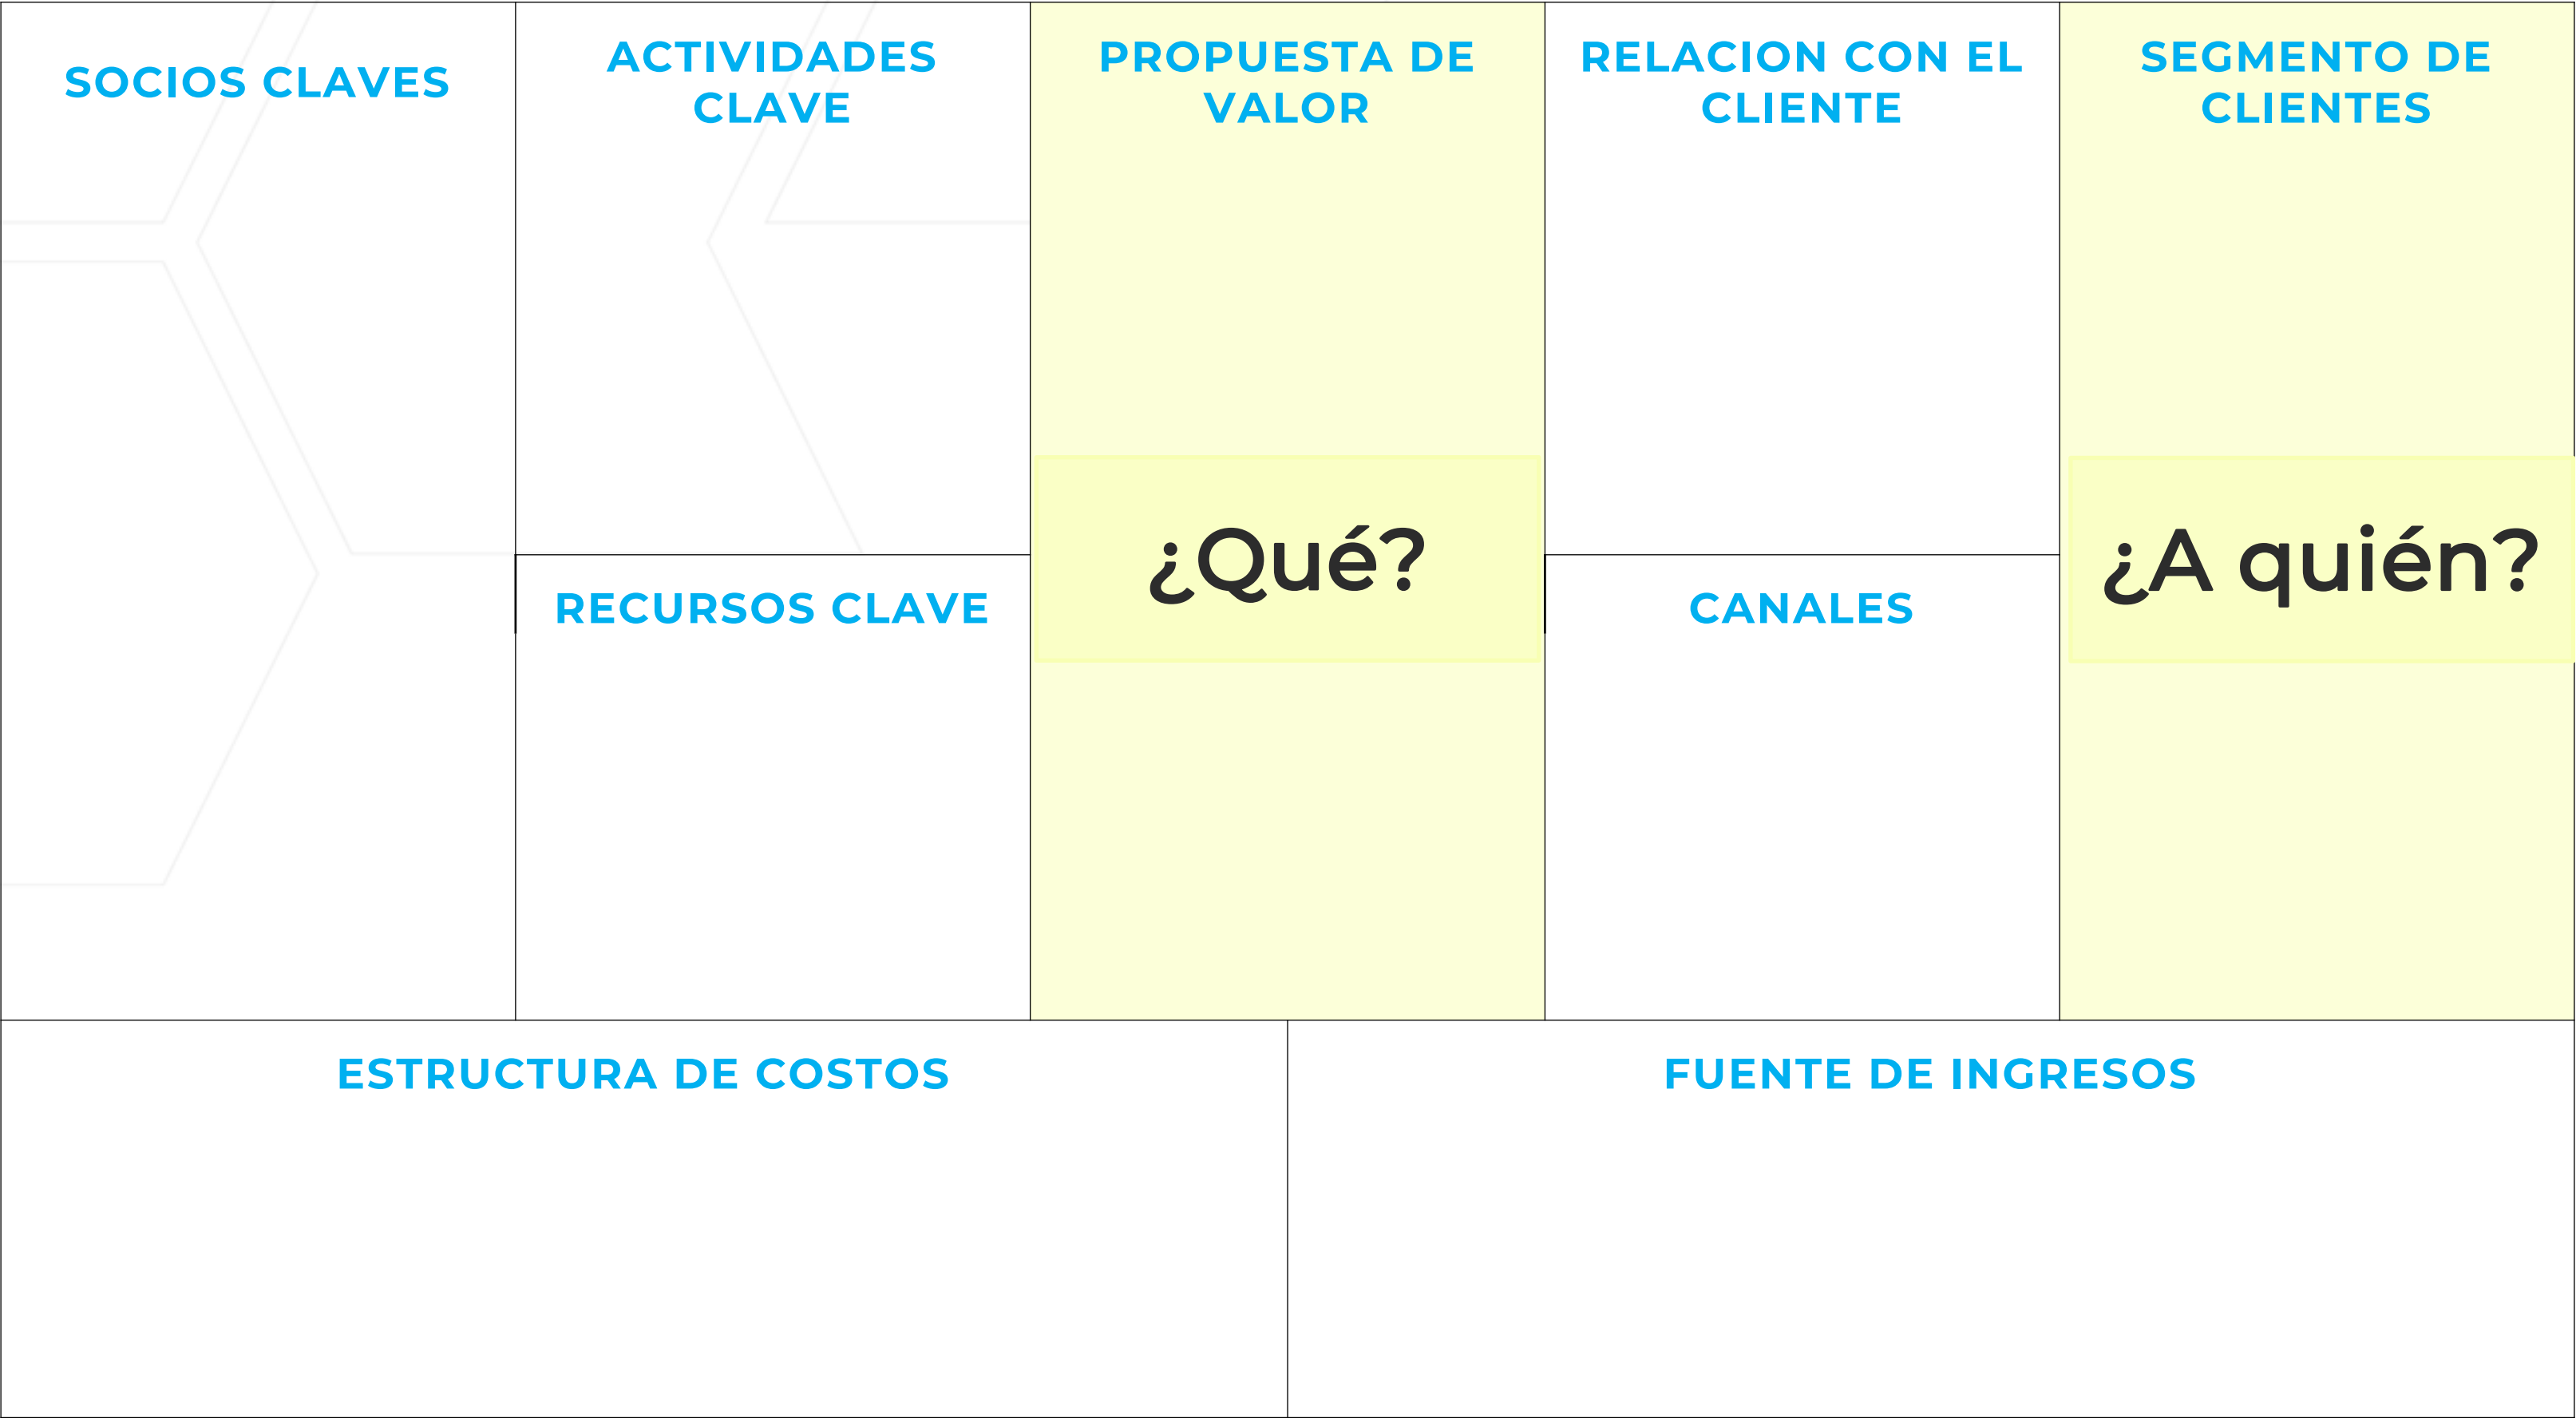 SOCIOS CLAVES
ACTIVIDADES
CLAVE
PROPUESTA DE
VALOR
RELACION CON EL
CLIENTE
SEGMENTO DE
CLIENTES
¿Qué?
¿A quién?
RECURSOS CLAVE
CANALES
ESTRUCTURA DE COSTOS
FUENTE DE INGRESOS